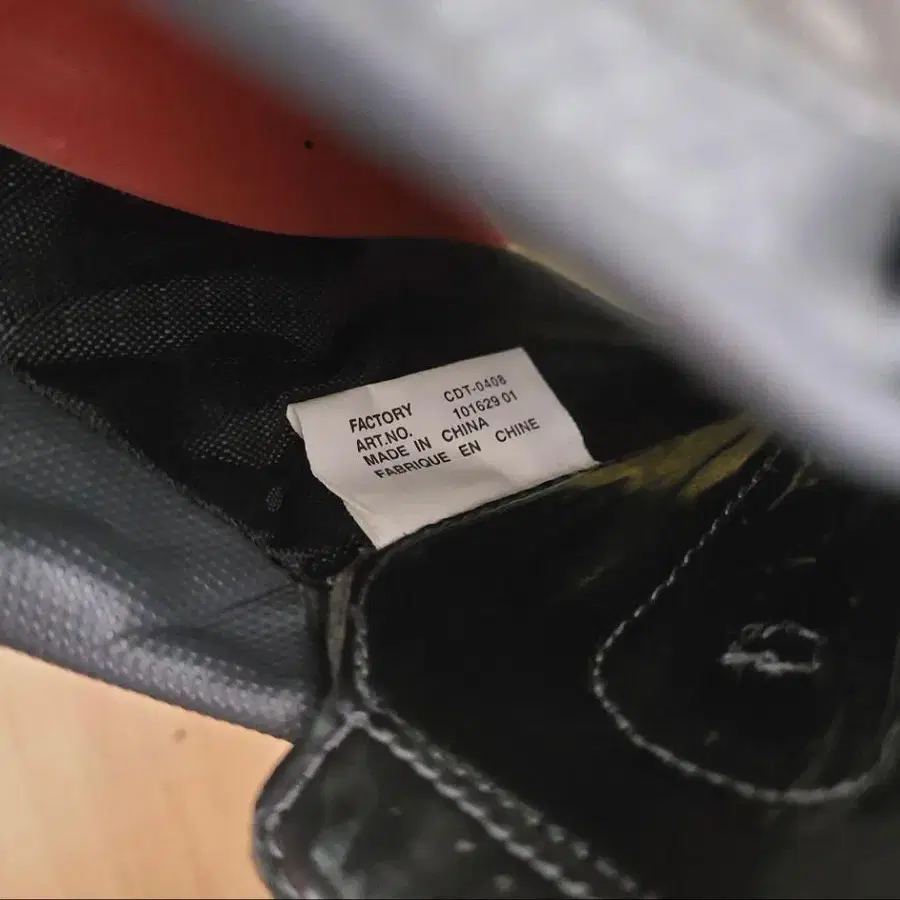 FACTORY CDT-0408
ART.NO. 101629 01
MADE IN CHINA
FABRIQUE EN CHINE